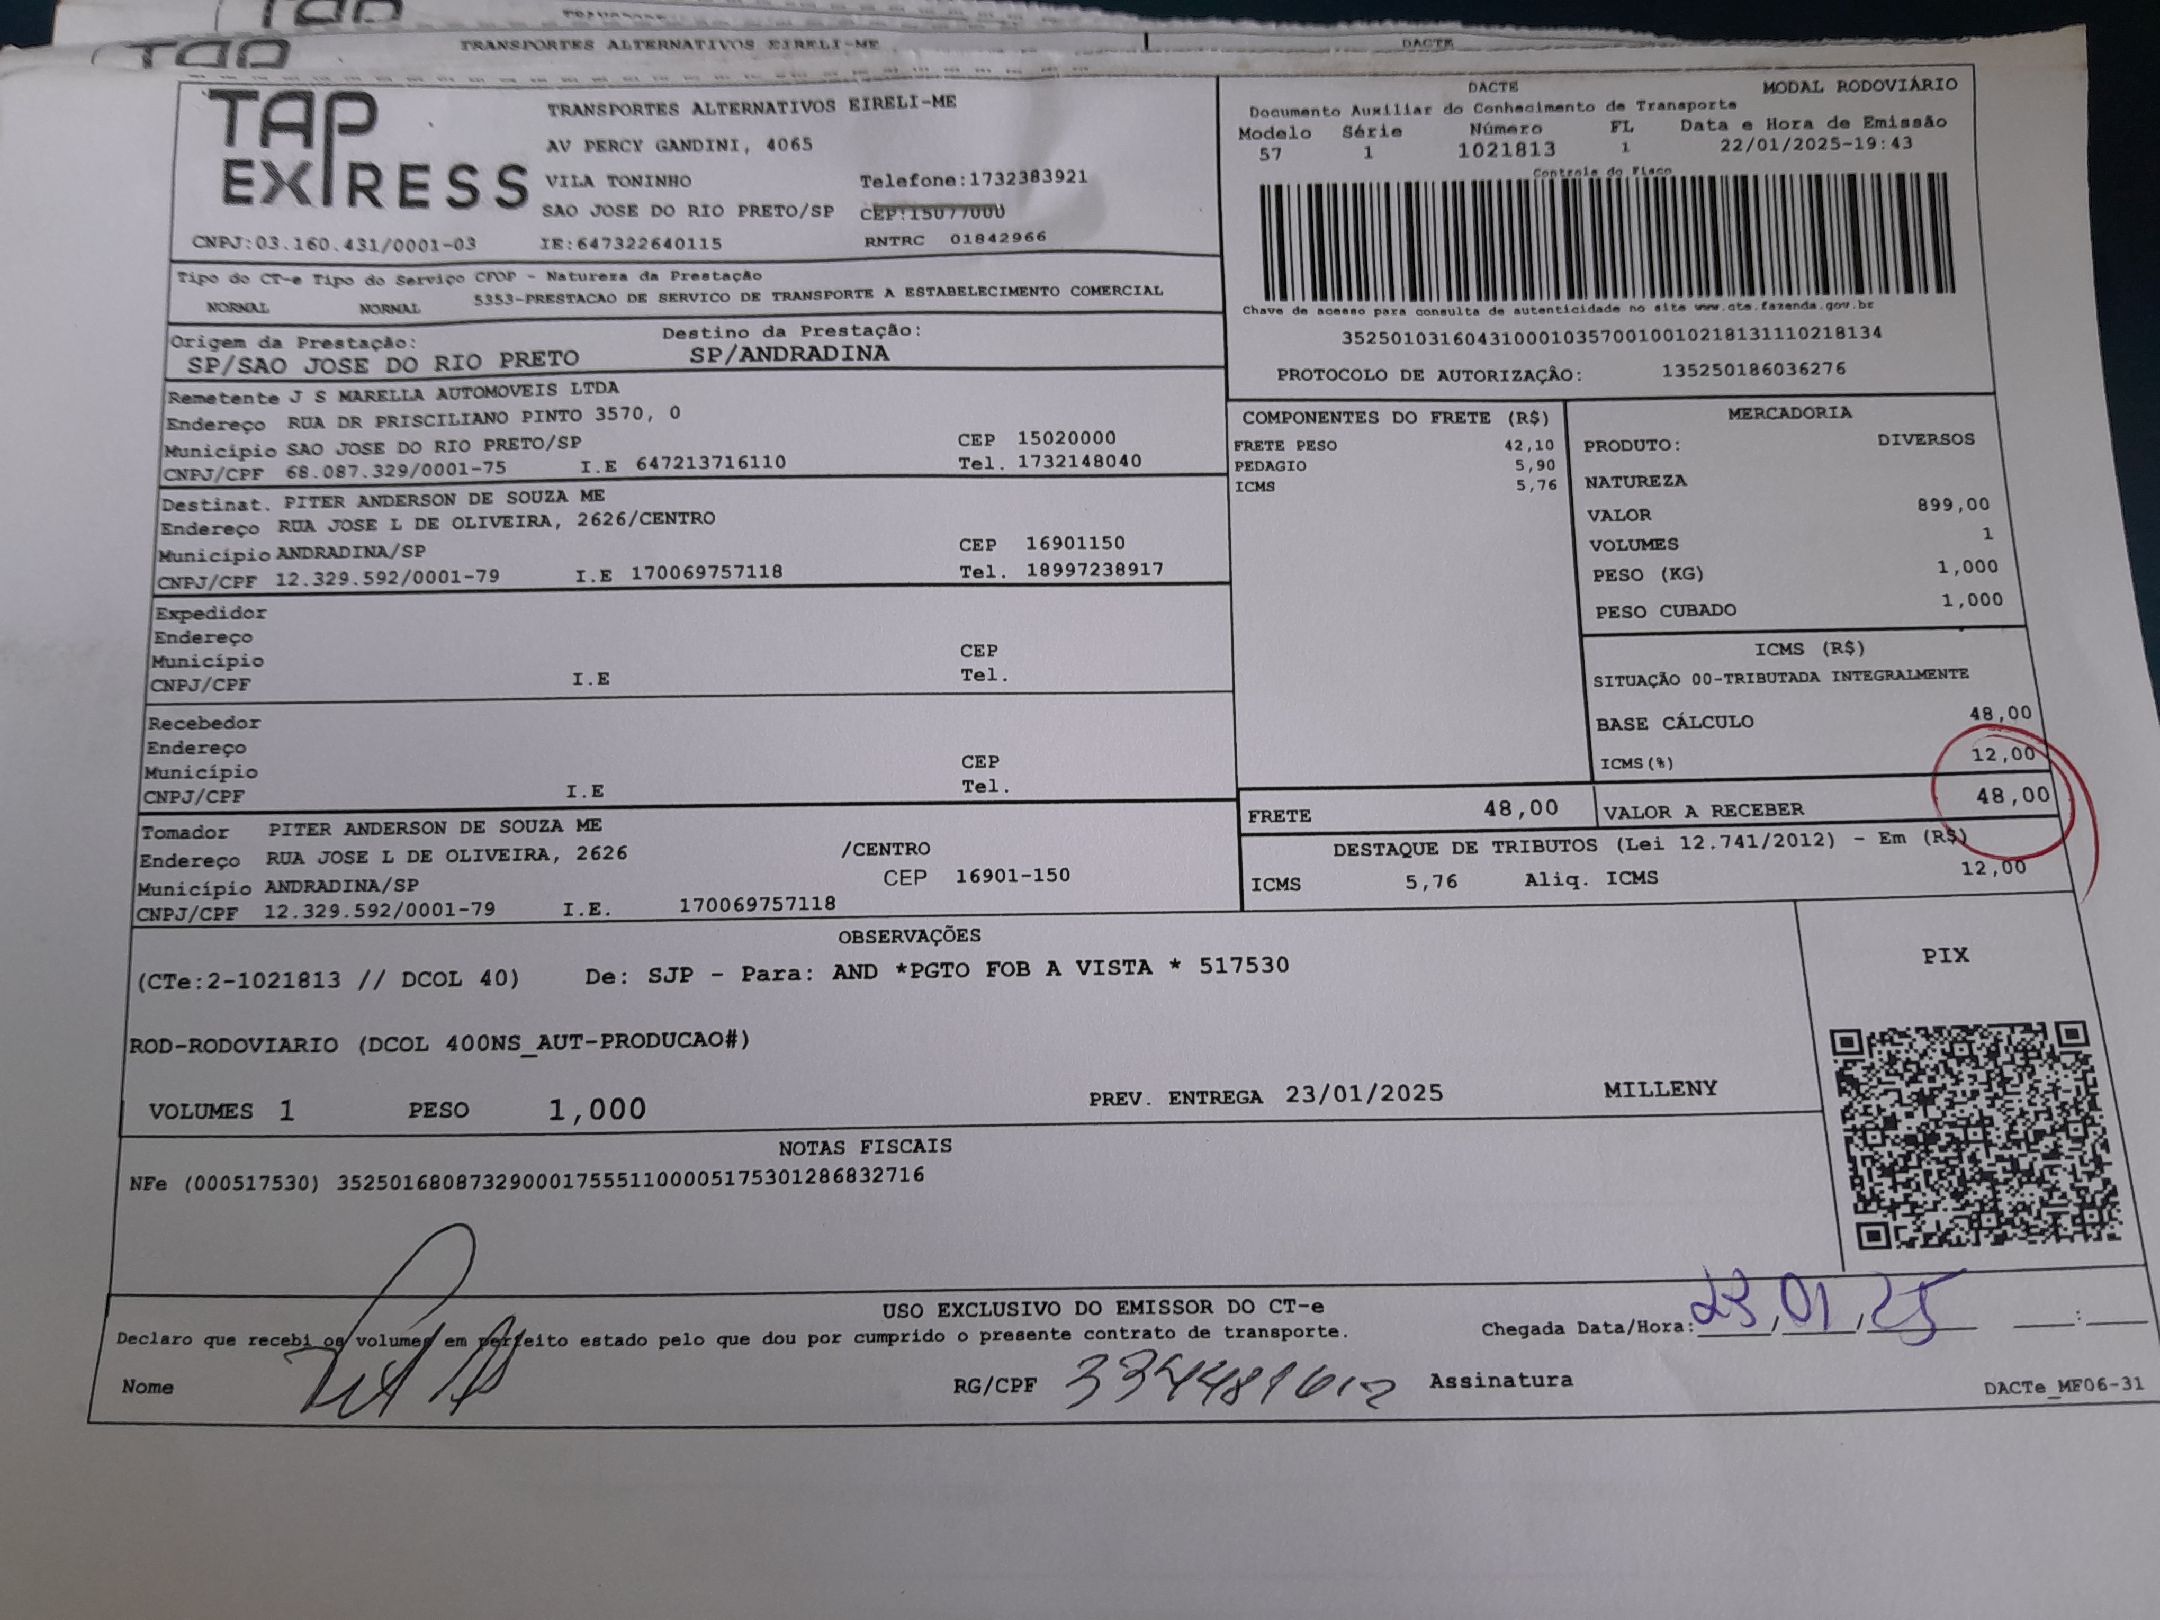 TRANSPORTES ALTERNATIVOS EIRELI-ME DACTE
TAP EXPRESS
TRANSPORTES ALTERNATIVOS EIRELI-ME
AV PERCY GANDINI, 4065
VILA TONINHO Telefone:1732383921
SAO JOSE DO RIO PRETO/SP CEP:15077000
CNPJ:03.160.431/0001-03 IE:647322640115 RNTRC 01842966
DACTE MODAL RODOVIÁRIO
Documento Auxiliar do Conhecimento de Transporte
Modelo Série Número FL Data e Hora de Emissão
57 1 1021813 1 22/01/2025-19:43
Controle do Fisco
Chave de acesso para consulta de autenticidade no site www.cte.fazenda.gov.br
35250103160431000103570010010218131110218134
PROTOCOLO DE AUTORIZAÇÃO: 135250186036276
Tipo do CT-e Tipo do Serviço CFOP - Natureza da Prestação
NORMAL NORMAL 5353-PRESTACAO DE SERVICO DE TRANSPORTE A ESTABELECIMENTO COMERCIAL
Origem da Prestação: Destino da Prestação:
SP/SAO JOSE DO RIO PRETO SP/ANDRADINA
Remetente J S MARELLA AUTOMOVEIS LTDA
Endereço RUA DR PRISCILIANO PINTO 3570, 0
Município SAO JOSE DO RIO PRETO/SP CEP 15020000
CNPJ/CPF 68.087.329/0001-75 I.E 647213716110 Tel. 1732148040
Destinat. PITER ANDERSON DE SOUZA ME
Endereço RUA JOSE L DE OLIVEIRA, 2626/CENTRO
Município ANDRADINA/SP CEP 16901150
CNPJ/CPF 12.329.592/0001-79 I.E 170069757118 Tel. 18997238917
Expedidor
Endereço
Município CEP
CNPJ/CPF I.E Tel.
Recebedor
Endereço
Município CEP
CNPJ/CPF I.E Tel.
Tomador PITER ANDERSON DE SOUZA ME
Endereço RUA JOSE L DE OLIVEIRA, 2626 /CENTRO
Município ANDRADINA/SP CEP 16901-150
CNPJ/CPF 12.329.592/0001-79 I.E. 170069757118
COMPONENTES DO FRETE (R$)
FRETE PESO 42,10
PEDAGIO 5,90
ICMS 5,76
MERCADORIA
PRODUTO: DIVERSOS
NATUREZA
VALOR 899,00
VOLUMES 1
PESO (KG) 1,000
PESO CUBADO 1,000
ICMS (R$)
SITUAÇÃO 00-TRIBUTADA INTEGRALMENTE
BASE CÁLCULO 48,00
ICMS(%) 12,00
FRETE 48,00 VALOR A RECEBER 48,00
DESTAQUE DE TRIBUTOS (Lei 12.741/2012) - Em (R$)
ICMS 5,76 Aliq. ICMS 12,00
OBSERVAÇÕES
(CTe:2-1021813 // DCOL 40) De: SJP - Para: AND *PGTO FOB A VISTA * 517530
ROD-RODOVIARIO (DCOL 400NS_AUT-PRODUCAO#)
VOLUMES 1 PESO 1,000 PREV. ENTREGA 23/01/2025 MILLENY
PIX
NOTAS FISCAIS
NFe (000517530) 35250168087329000175551100005175301286832716
USO EXCLUSIVO DO EMISSOR DO CT-e
Declaro que recebi os volumes em perfeito estado pelo que dou por cumprido o presente contrato de transporte. Chegada Data/Hora: 23,01,25 :
Nome RG/CPF Assinatura DACTe_MF06-31